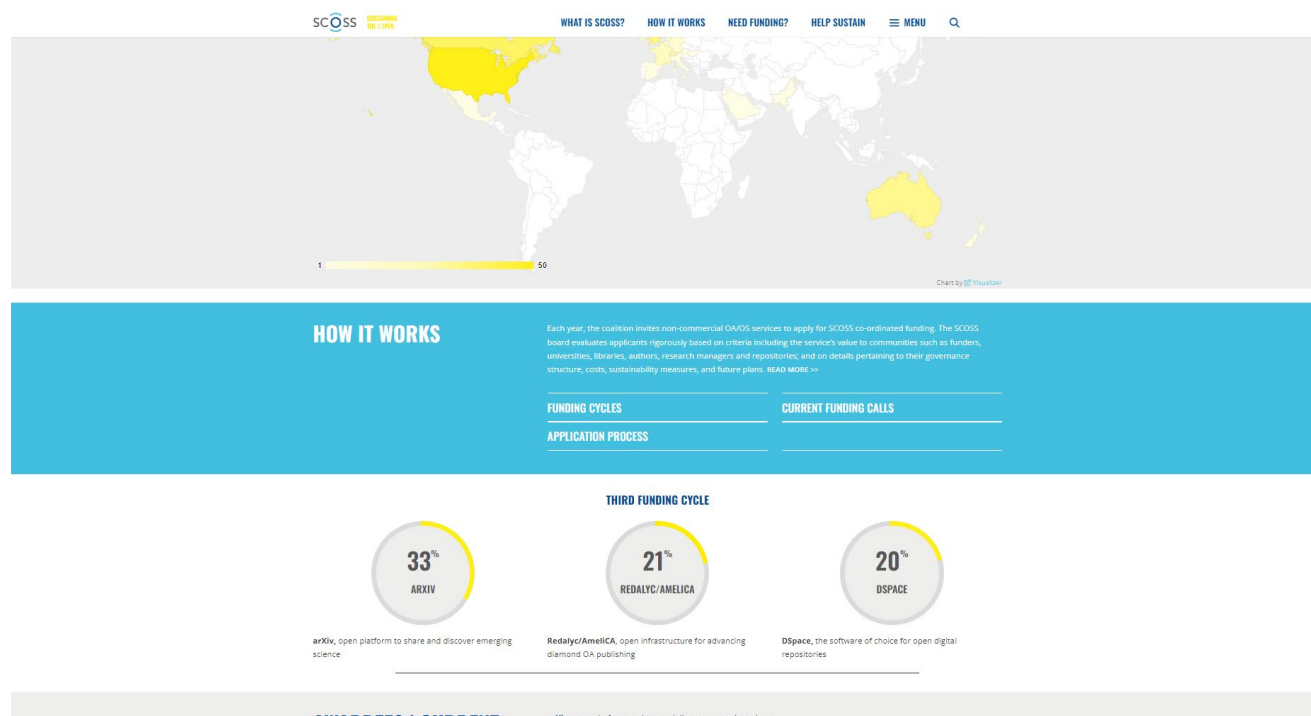 SCOSS SUSTAINING
THE OPEN
WHAT IS SCOSS? HOW IT WORKS NEED FUNDING? HELP SUSTAIN MENU
1 50
Chart by Visualizer
HOW IT WORKS
Each year, the coalition invites non-commercial OA/OS services to apply for SCOSS co-ordinated funding. The SCOSS
board evaluates applicants rigorously based on criteria including the service's value to communities such as funders,
universities, libraries, authors, research managers and repositories; and on details pertaining to their governance
structure, costs, sustainability measures, and future plans. READ MORE >>
FUNDING CYCLES CURRENT FUNDING CALLS
APPLICATION PROCESS
THIRD FUNDING CYCLE
33%
ARXIV
21%
REDALYC/AMELICA
20%
DSPACE
arXiv, open platform to share and discover emerging
science
Redalyc/AmeliCA, open infrastructure for advancing
diamond OA publishing
DSpace, the software of choice for open digital
repositories